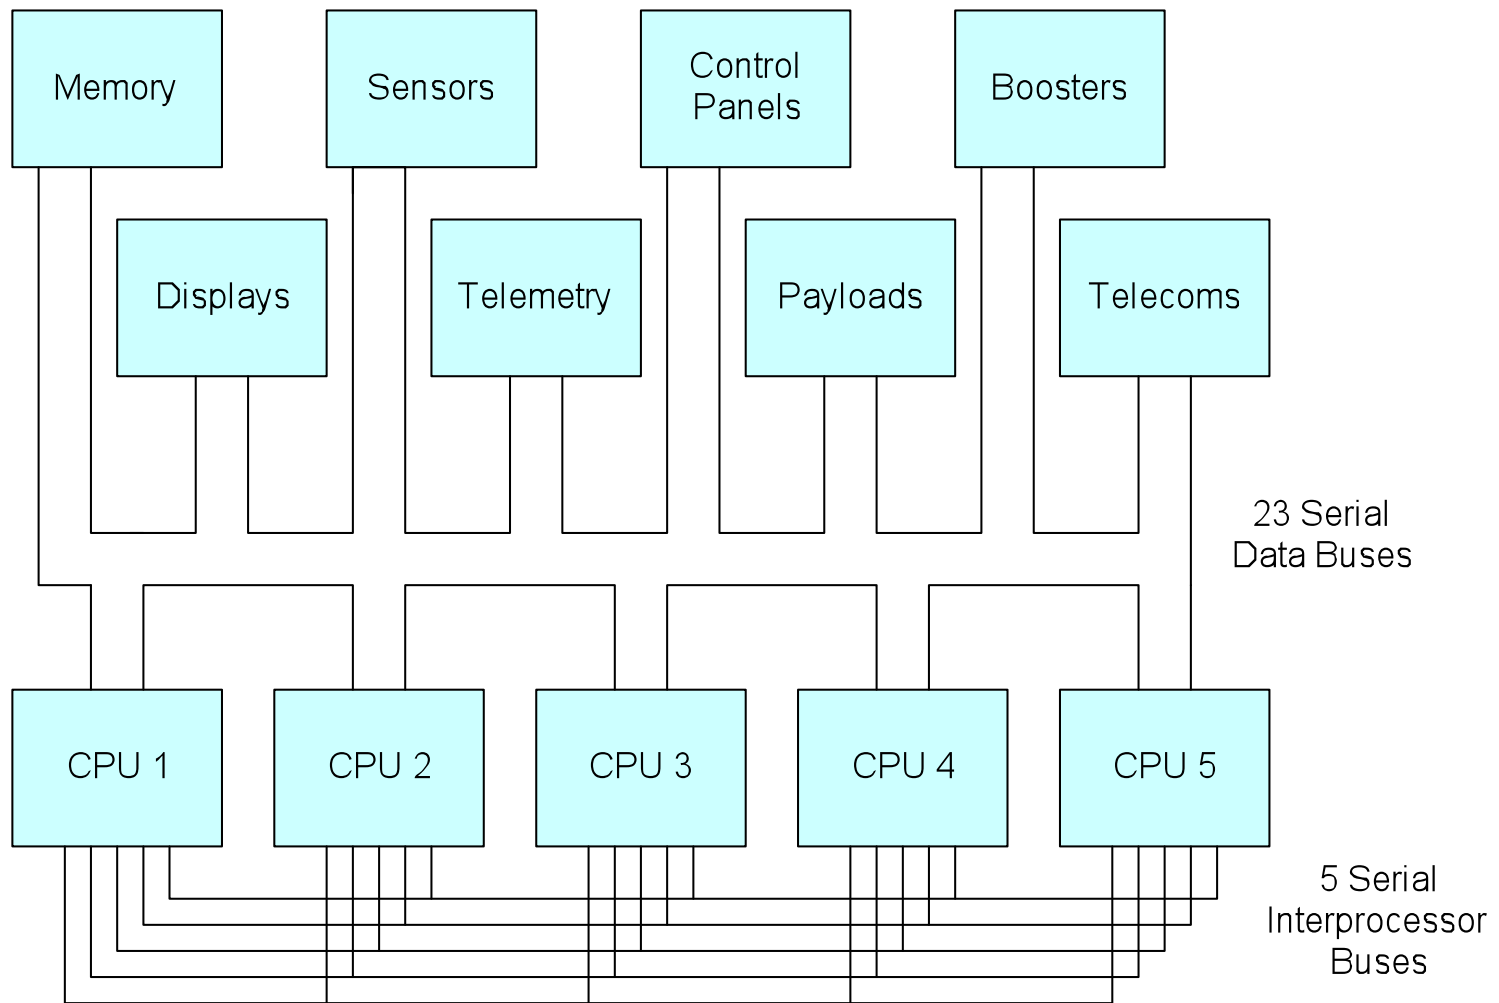 Memory
Sensors
Control
Panels
Boosters
Displays
Telemetry
Payloads
Telecoms
23 Serial
Data Buses
CPU 1
CPU 2
CPU 3
CPU 4
CPU 5
5 Serial
Interprocessor
Buses